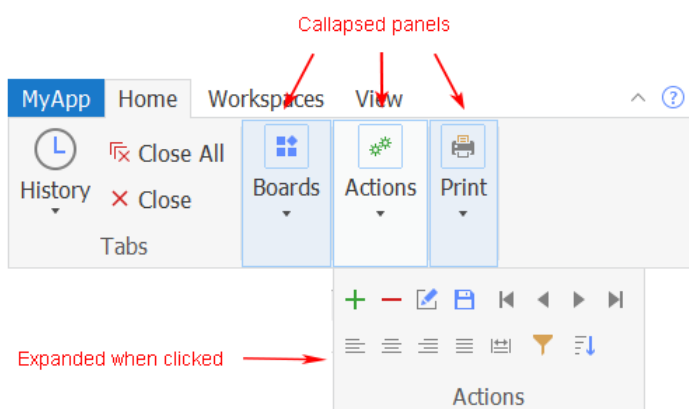 Callapsed panels
MyApp Home Workspaces View ?
History Close All Boards Actions Print
Close
Tabs
Expanded when clicked
Actions